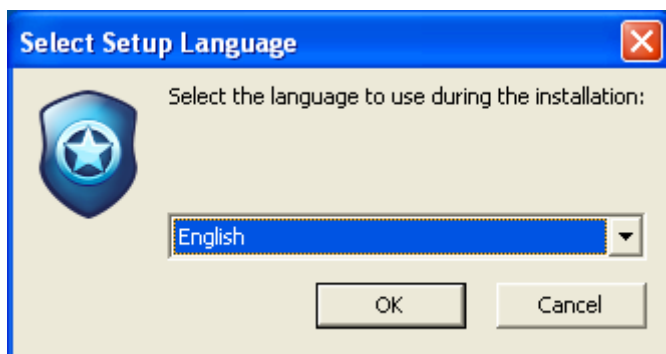 Select Setup Language
Select the language to use during the installation:
English
OK
Cancel